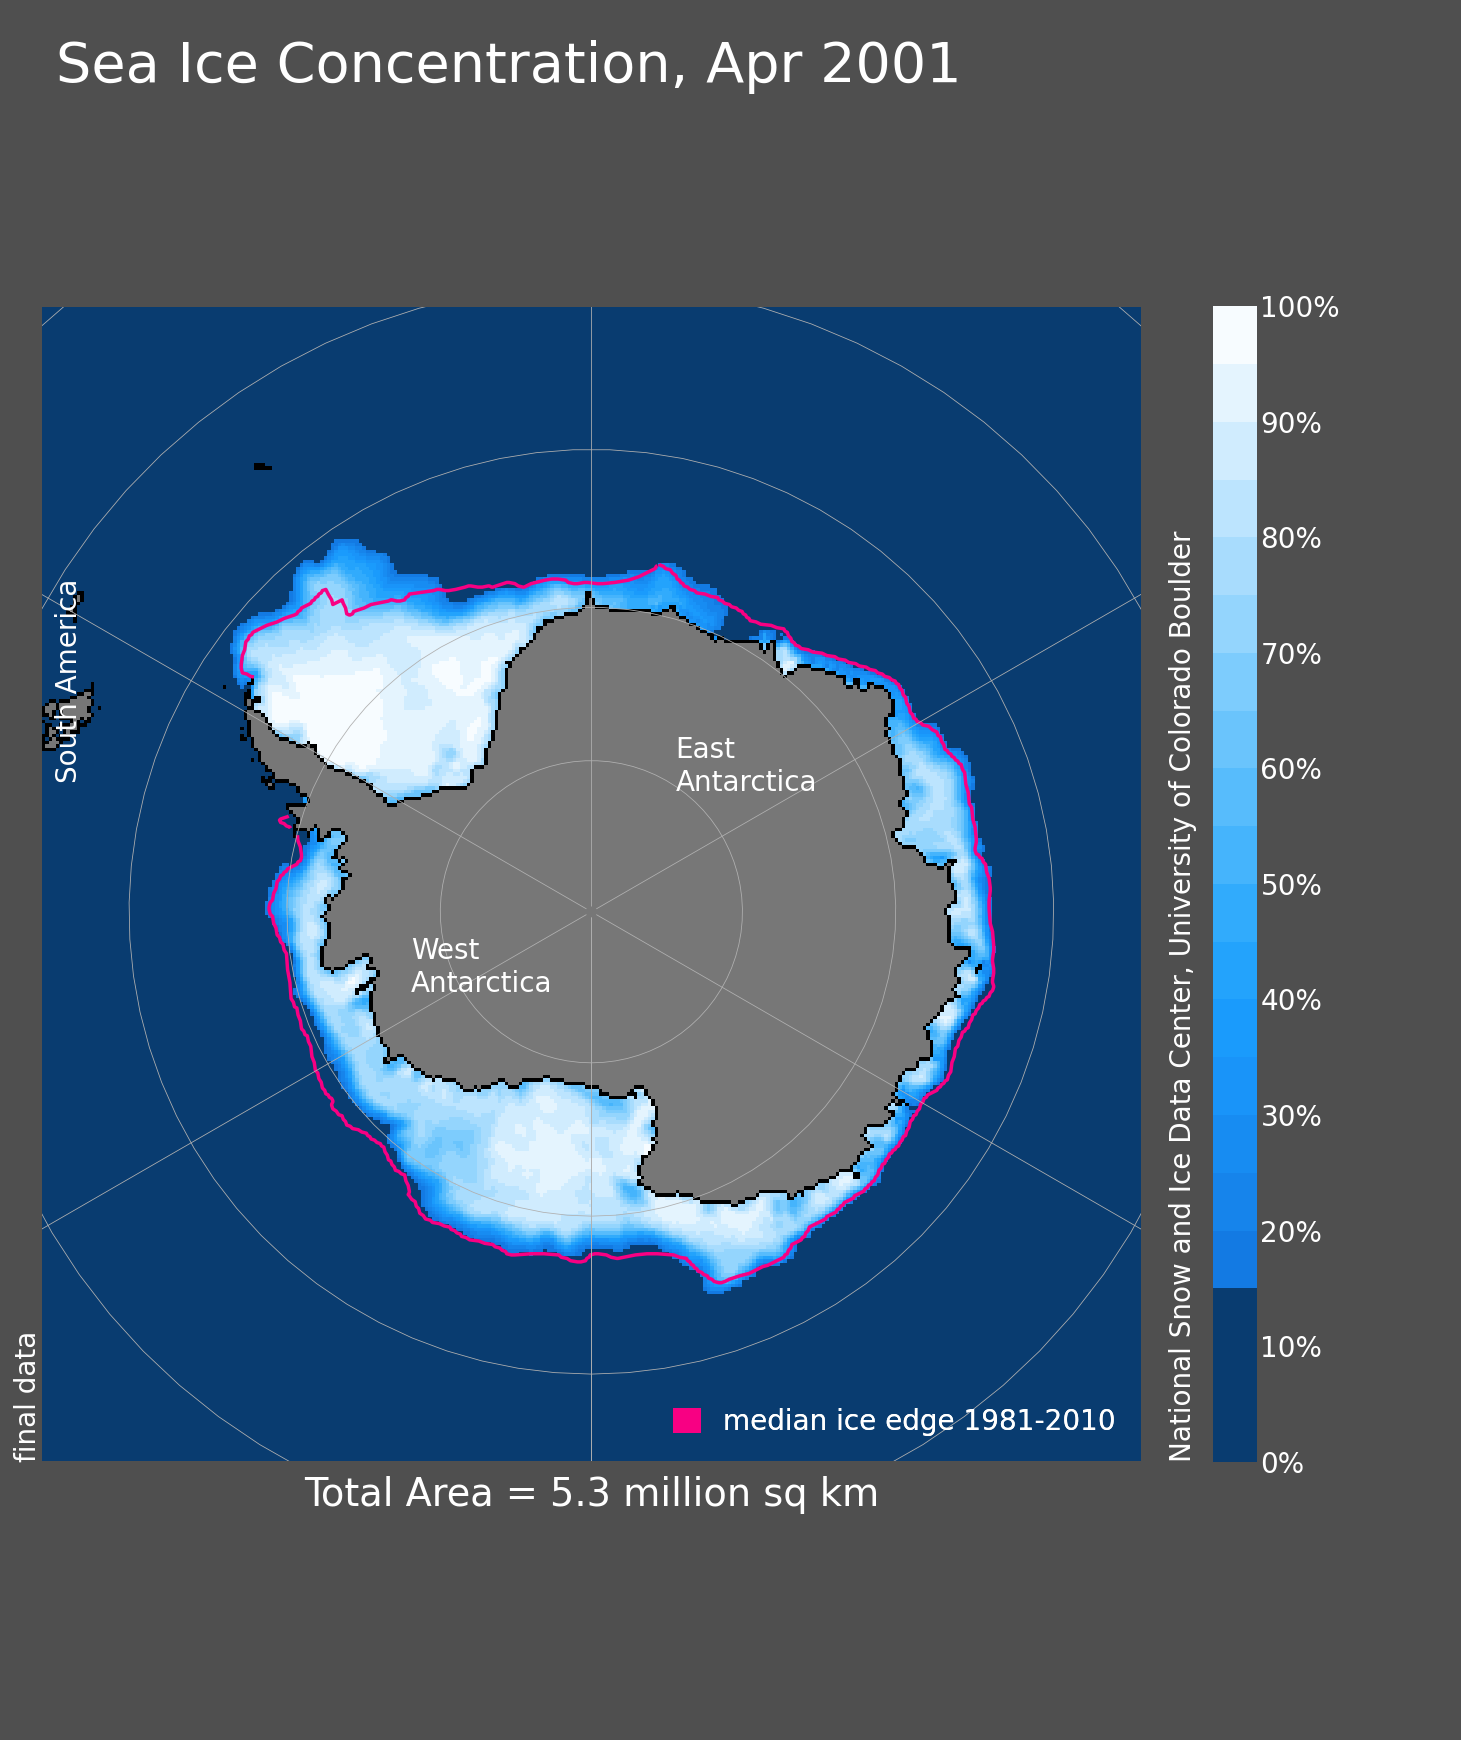 Sea Ice Concentration, Apr 2001
South America
East
Antarctica
West
Antarctica
median ice edge 1981-2010
final data
Total Area = 5.3 million sq km
National Snow and Ice Data Center, University of Colorado Boulder
100%
90%
80%
70%
60%
50%
40%
30%
20%
10%
0%